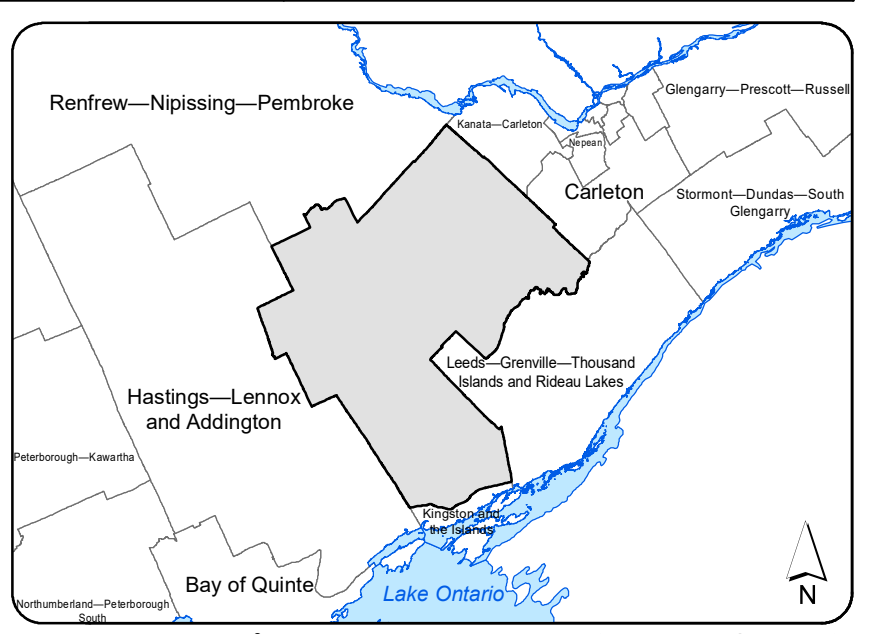 Renfrew—Nipissing—Pembroke
Glengarry—Prescott—Russell
Kanata—Carleton
Nepean
Carleton
Stormont—Dundas—South
Glengarry
Leeds—Grenville—Thousand
Islands and Rideau Lakes
Hastings—Lennox
and Addington
Peterborough—Kawartha
Kingston and
the Islands
Bay of Quinte
Lake Ontario
N
Northumberland—Peterborough
South